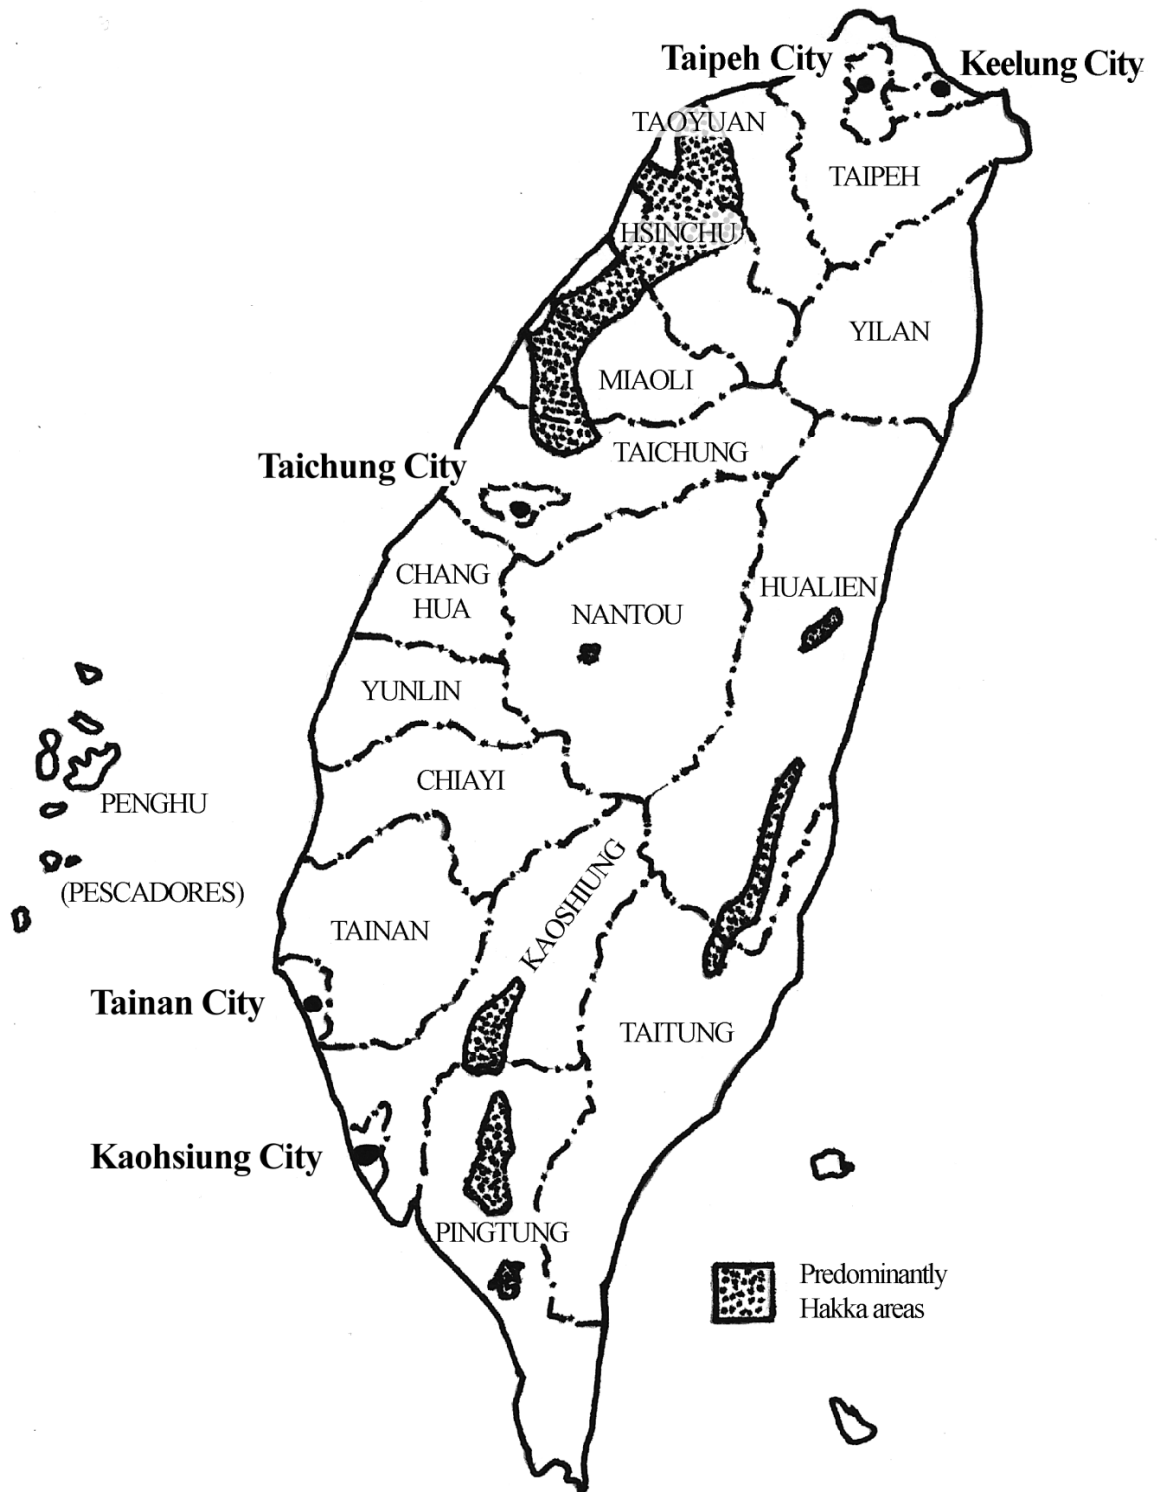 Taipeh City
Keelung City
TAOYUAN
TAIPEH
HSINCHU
YILAN
MIAOLI
TAICHUNG
Taichung City
CHANG
HUA
HUALIEN
NANTOU
YUNLIN
CHIAYI
PENGHU
(PESCADORES)
KAOSHIUNG
TAINAN
Tainan City
TAITUNG
Kaohsiung City
PINGTUNG
Predominantly
Hakka areas